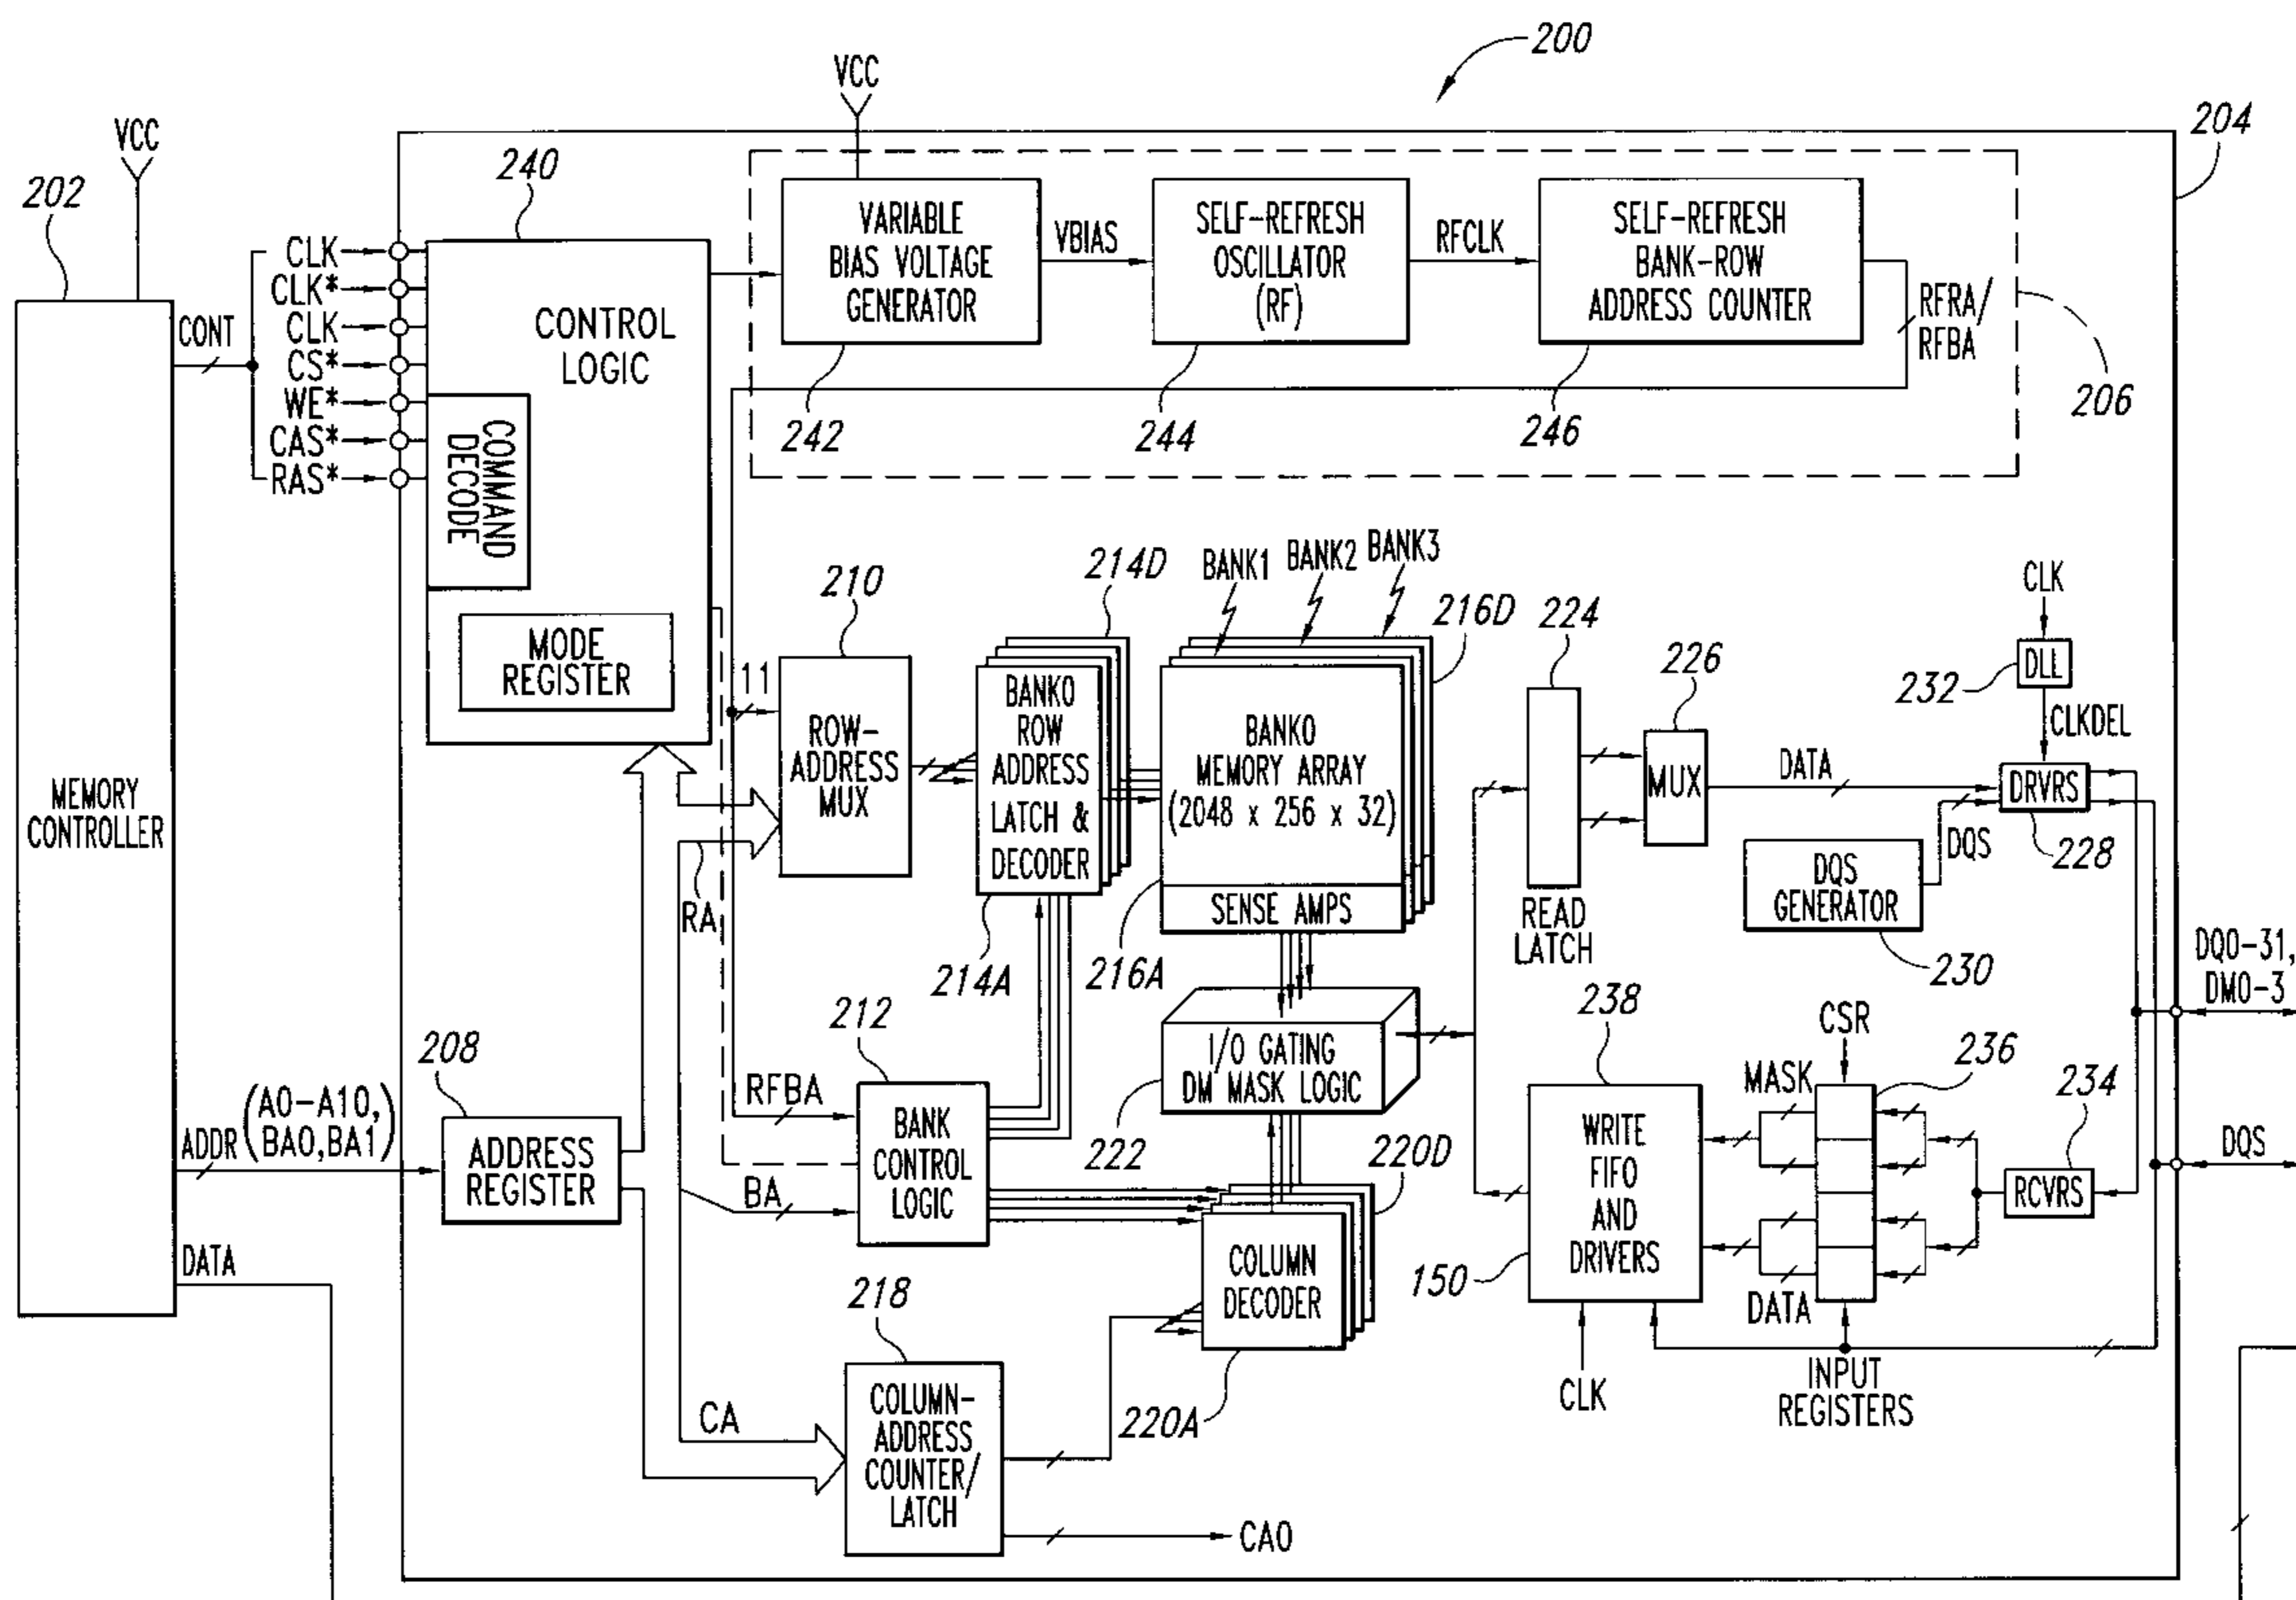 200
VCC
VCC
204
202
240
CLK
CLK*
CLK
CS*
WE*
CAS*
RAS*
CONT
CONTROL
LOGIC
COMMAND
DECODE
MODE
REGISTER
VARIABLE
BIAS VOLTAGE
GENERATOR
VBIAS
SELF-REFRESH
OSCILLATOR
(RF)
RFCLK
SELF-REFRESH
BANK-ROW
ADDRESS COUNTER
RFRA/
RFBA
242
244
246
206
MEMORY
CONTROLLER
210
214D
BANK1
BANK2
BANK3
216D
11
ROW-
ADDRESS
MUX
BANK0
ROW
ADDRESS
LATCH &
DECODER
BANK0
MEMORY ARRAY
(2048 x 256 x 32)
SENSE AMPS
RA
214A
216A
224
226
READ
LATCH
MUX
DATA
CLK
DLL
232
CLKDEL
DRVRS
228
DQS
DQS
GENERATOR
230
DQ0-31,
DM0-3
208
ADDR
(A0-A10,
BA0,BA1)
ADDRESS
REGISTER
212
RFBA
BANK
CONTROL
LOGIC
BA
I/O GATING
DM MASK LOGIC
222
220D
COLUMN
DECODER
220A
238
WRITE
FIFO
AND
DRIVERS
150
CLK
CSR
MASK
236
234
RCVRS
DQS
DATA
INPUT
REGISTERS
DATA
218
CA
COLUMN-
ADDRESS
COUNTER/
LATCH
CA0